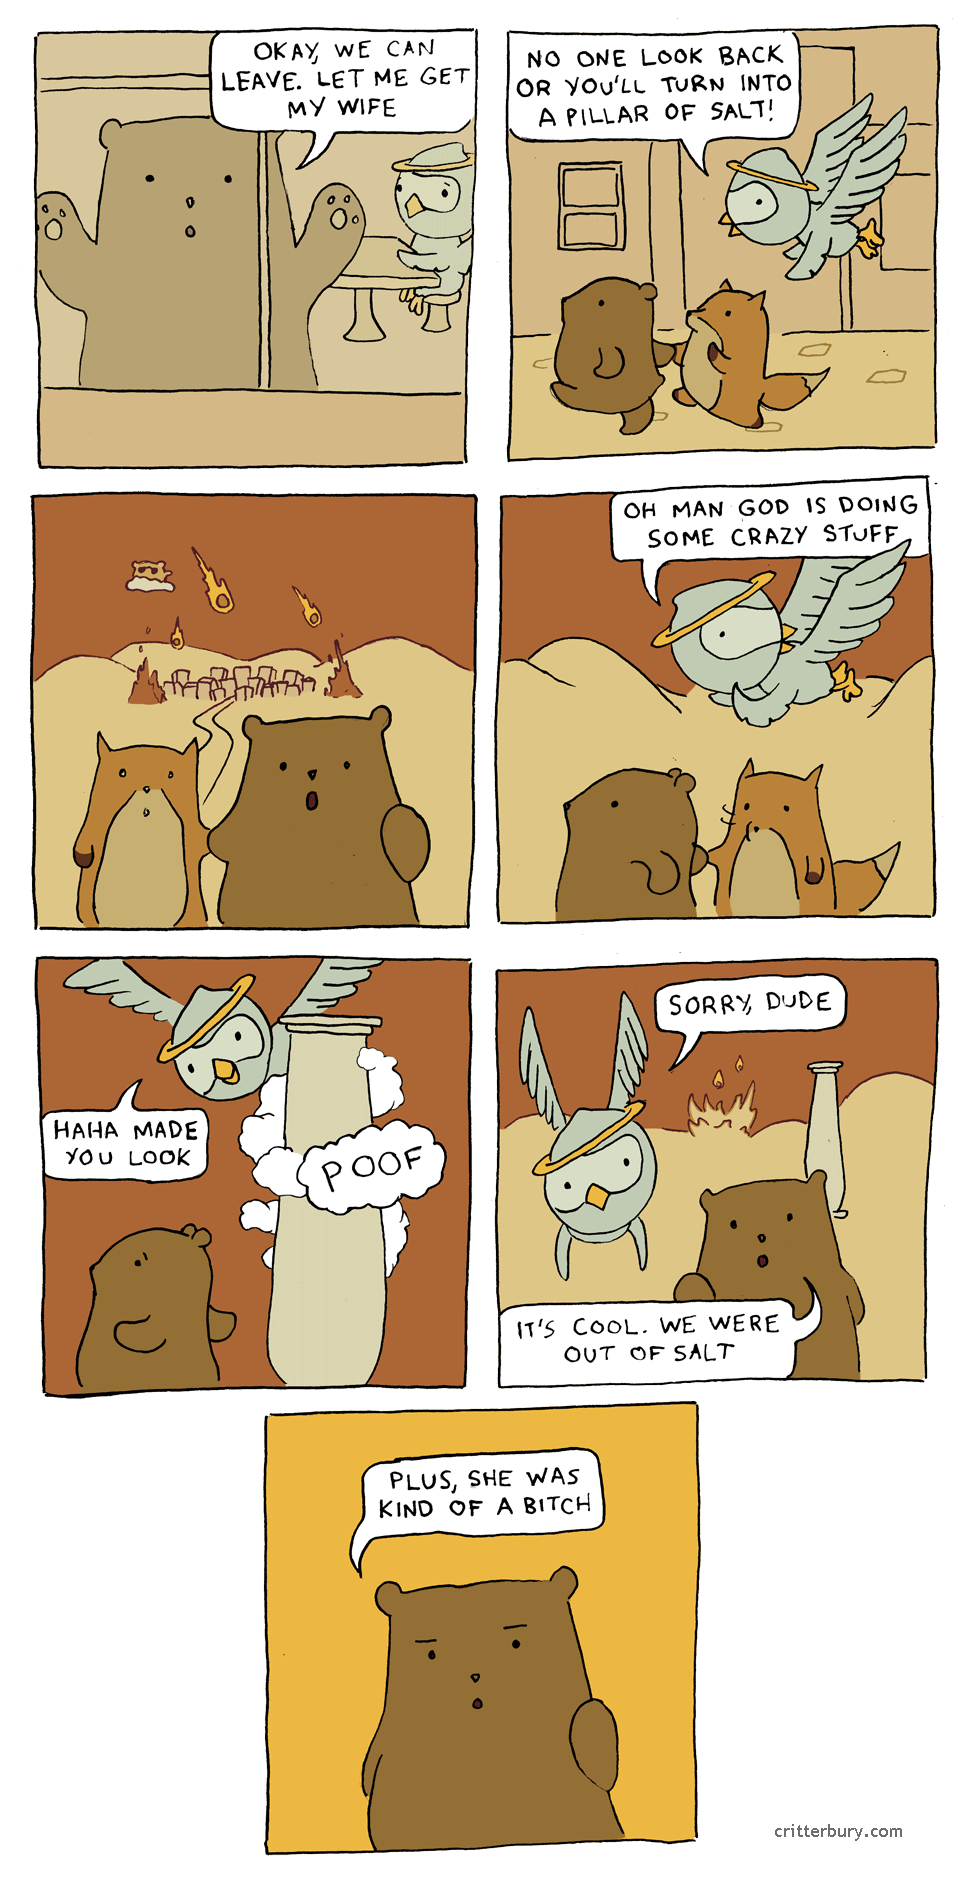 OKAY, WE CAN
LEAVE. LET ME GET
MY WIFE
NO ONE LOOK BACK
OR YOU'LL TURN INTO
A PILLAR OF SALT!
OH MAN GOD IS DOING
SOME CRAZY STUFF
HAHA MADE
YOU LOOK
POOF
SORRY, DUDE
IT'S COOL. WE WERE
OUT OF SALT
PLUS, SHE WAS
KIND OF A BITCH
critterbury.com